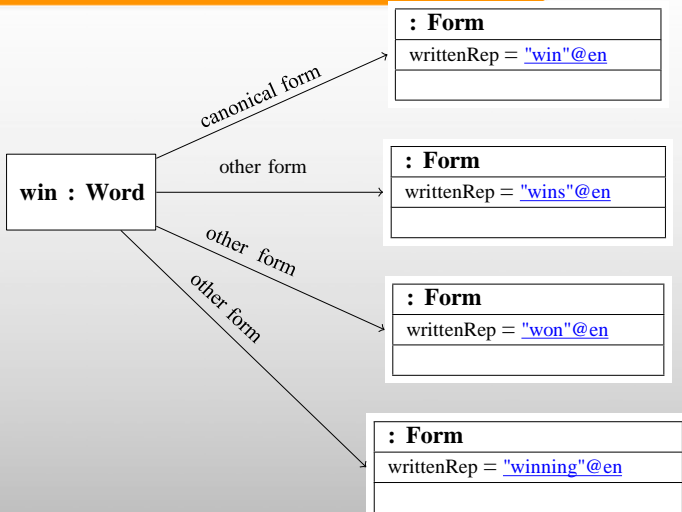 : Form
writtenRep = "win"@en
canonical form
: Form
writtenRep = "wins"@en
other form
win : Word
other form
: Form
writtenRep = "won"@en
other form
: Form
writtenRep = "winning"@en